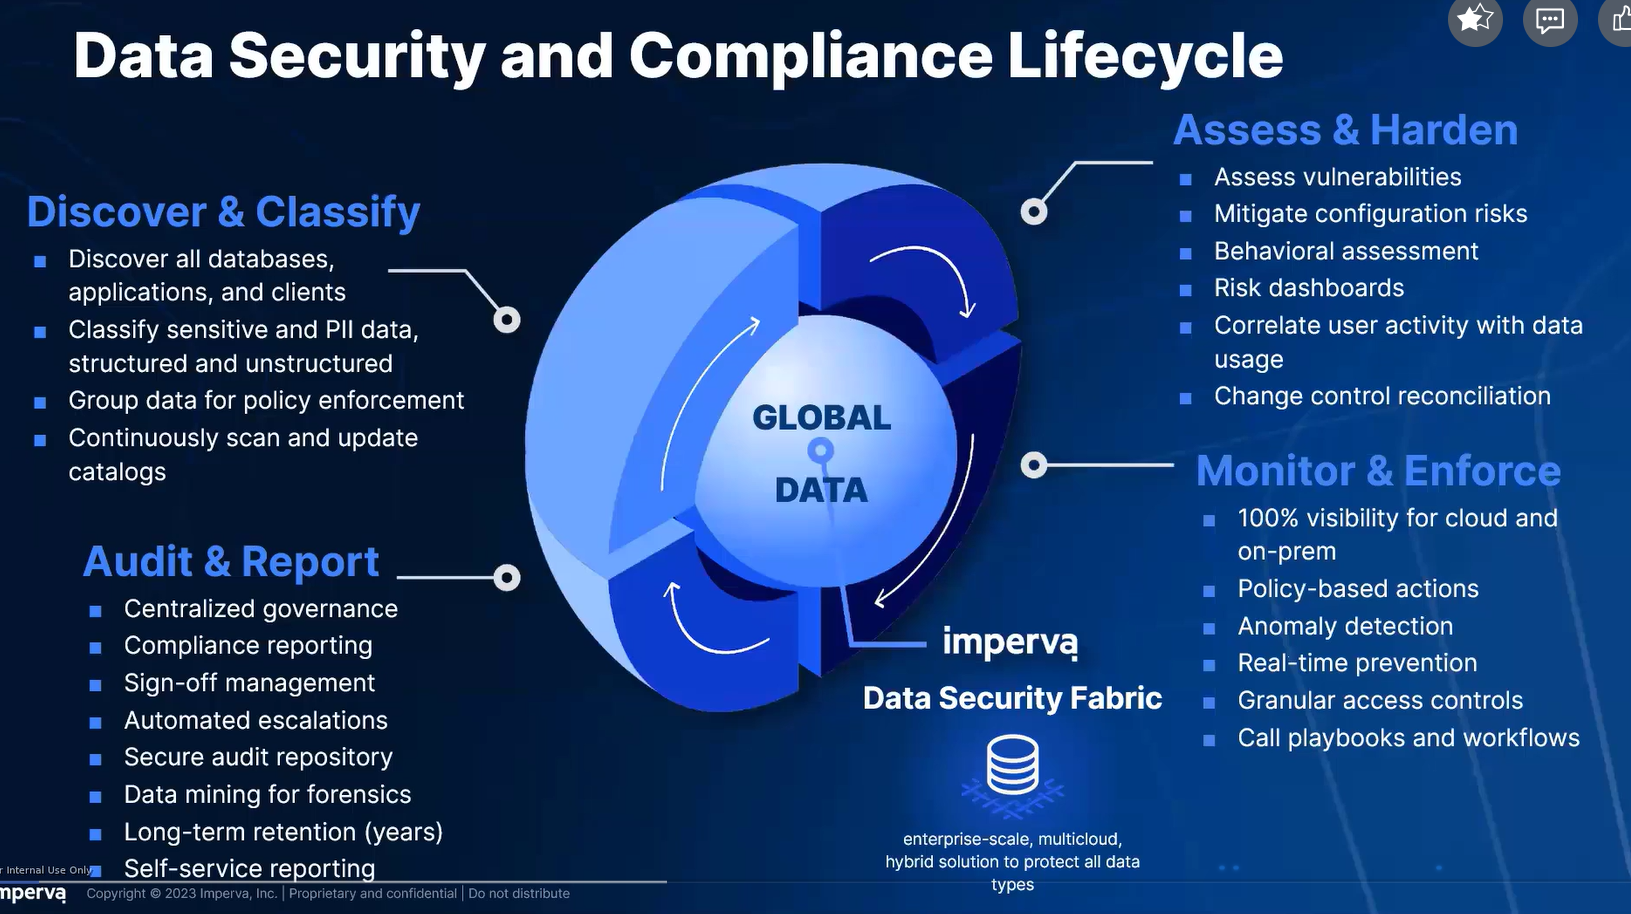 Data Security and Compliance Lifecycle
Discover & Classify
Discover all databases,
applications, and clients
Classify sensitive and PII data,
structured and unstructured
Group data for policy enforcement
Continuously scan and update
catalogs
Audit & Report
Centralized governance
Compliance reporting
Sign-off management
Automated escalations
Secure audit repository
Data mining for forensics
Long-term retention (years)
Self-service reporting
GLOBAL
DATA
imperva
Data Security Fabric
enterprise-scale, multicloud,
hybrid solution to protect all data
types
Assess & Harden
Assess vulnerabilities
Mitigate configuration risks
Behavioral assessment
Risk dashboards
Correlate user activity with data
usage
Change control reconciliation
Monitor & Enforce
100% visibility for cloud and
on-prem
Policy-based actions
Anomaly detection
Real-time prevention
Granular access controls
Call playbooks and workflows
r Internal Use Only
mperva Copyright © 2023 Imperva, Inc. | Proprietary and confidential | Do not distribute